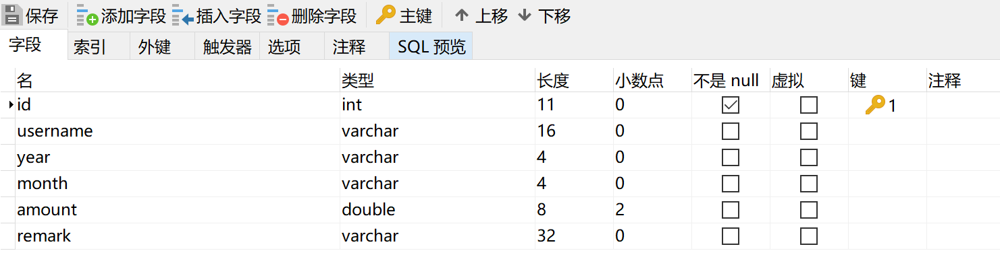 保存 添加字段 插入字段 删除字段 主键 上移 下移
字段 索引 外键 触发器 选项 注释 SQL 预览
名 类型 长度 小数点 不是 null 虚拟 键 注释
id int 11 0 1
username varchar 16 0
year varchar 4 0
month varchar 4 0
amount double 8 2
remark varchar 32 0